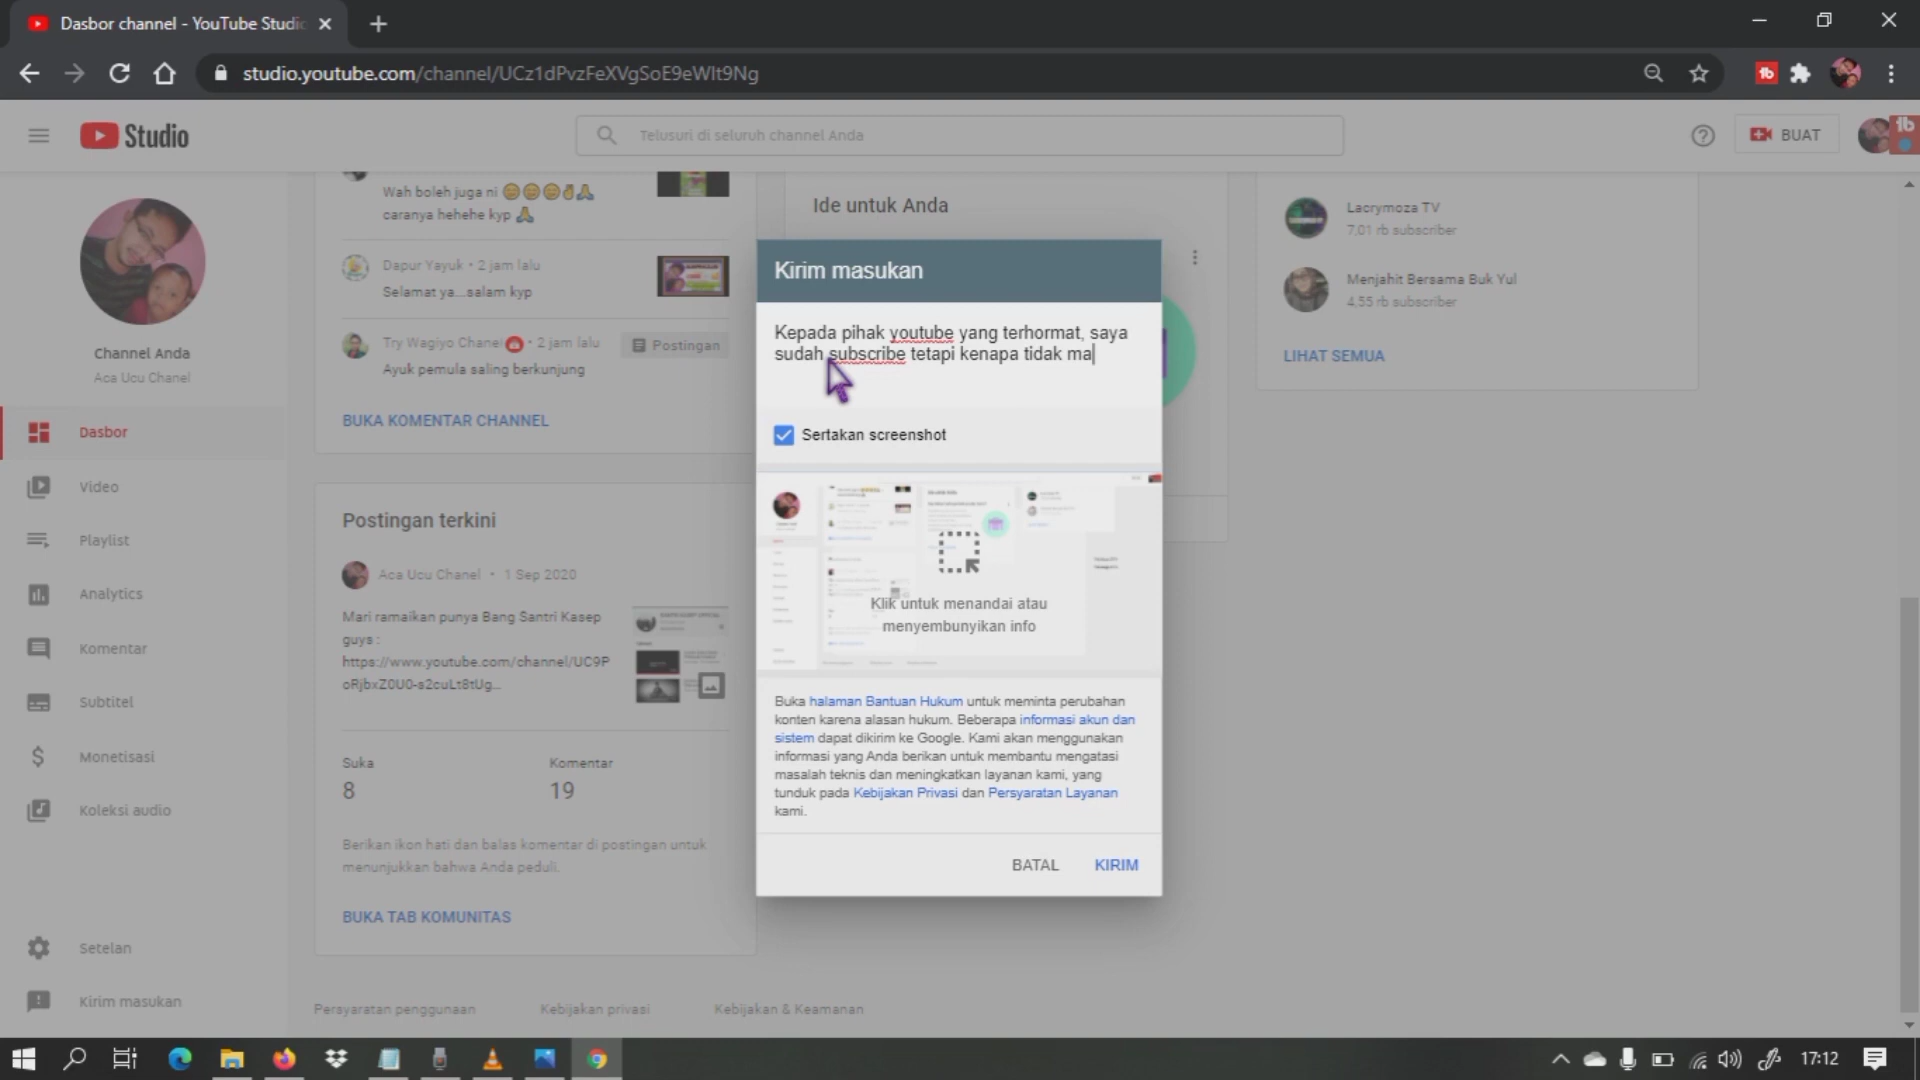 Dasbor channel - YouTube Studio
studio.youtube.com/channel/UCz1dPvzFeXVgSoE9eWlt9Ng
Studio
Telusuri di seluruh channel Anda
BUAT
Channel Anda
Aca Ucu Chanel
Dasbor
Video
Playlist
Analytics
Komentar
Subtitel
Monetisasi
Koleksi audio
Setelan
Kirim masukan
Wah boleh juga ni 😊😊😊✌🙏
caranya hehehe kyp 🙏
Dapur Yayuk • 2 jam lalu
Selamat ya...salam kyp
Try Wagiyo Chanel • 2 jam lalu
Postingan
Ayuk pemula saling berkunjung
BUKA KOMENTAR CHANNEL
Postingan terkini
Aca Ucu Chanel • 1 Sep 2020
Mari ramaikan punya Bang Santri Kasep
guys :
https://www.youtube.com/channel/UC9P
oRjbxZ0U0-s2cuLt8tUg...
Suka
8
Komentar
19
Berikan ikon hati dan balas komentar di postingan untuk
menunjukkan bahwa Anda peduli.
BUKA TAB KOMUNITAS
Persyaratan penggunaan
Kebijakan privasi
Kebijakan & Keamanan
Ide untuk Anda
Kirim masukan
Kepada pihak youtube yang terhormat, saya
sudah subscribe tetapi kenapa tidak ma
Sertakan screenshot
Klik untuk menandai atau
menyembunyikan info
Buka halaman Bantuan Hukum untuk meminta perubahan
konten karena alasan hukum. Beberapa informasi akun dan
sistem dapat dikirim ke Google. Kami akan menggunakan
informasi yang Anda berikan untuk membantu mengatasi
masalah teknis dan meningkatkan layanan kami, yang
tunduk pada Kebijakan Privasi dan Persyaratan Layanan
kami.
BATAL
KIRIM
Lacrymoza TV
7,01 rb subscriber
Menjahit Bersama Buk Yul
4,55 rb subscriber
LIHAT SEMUA
17:12